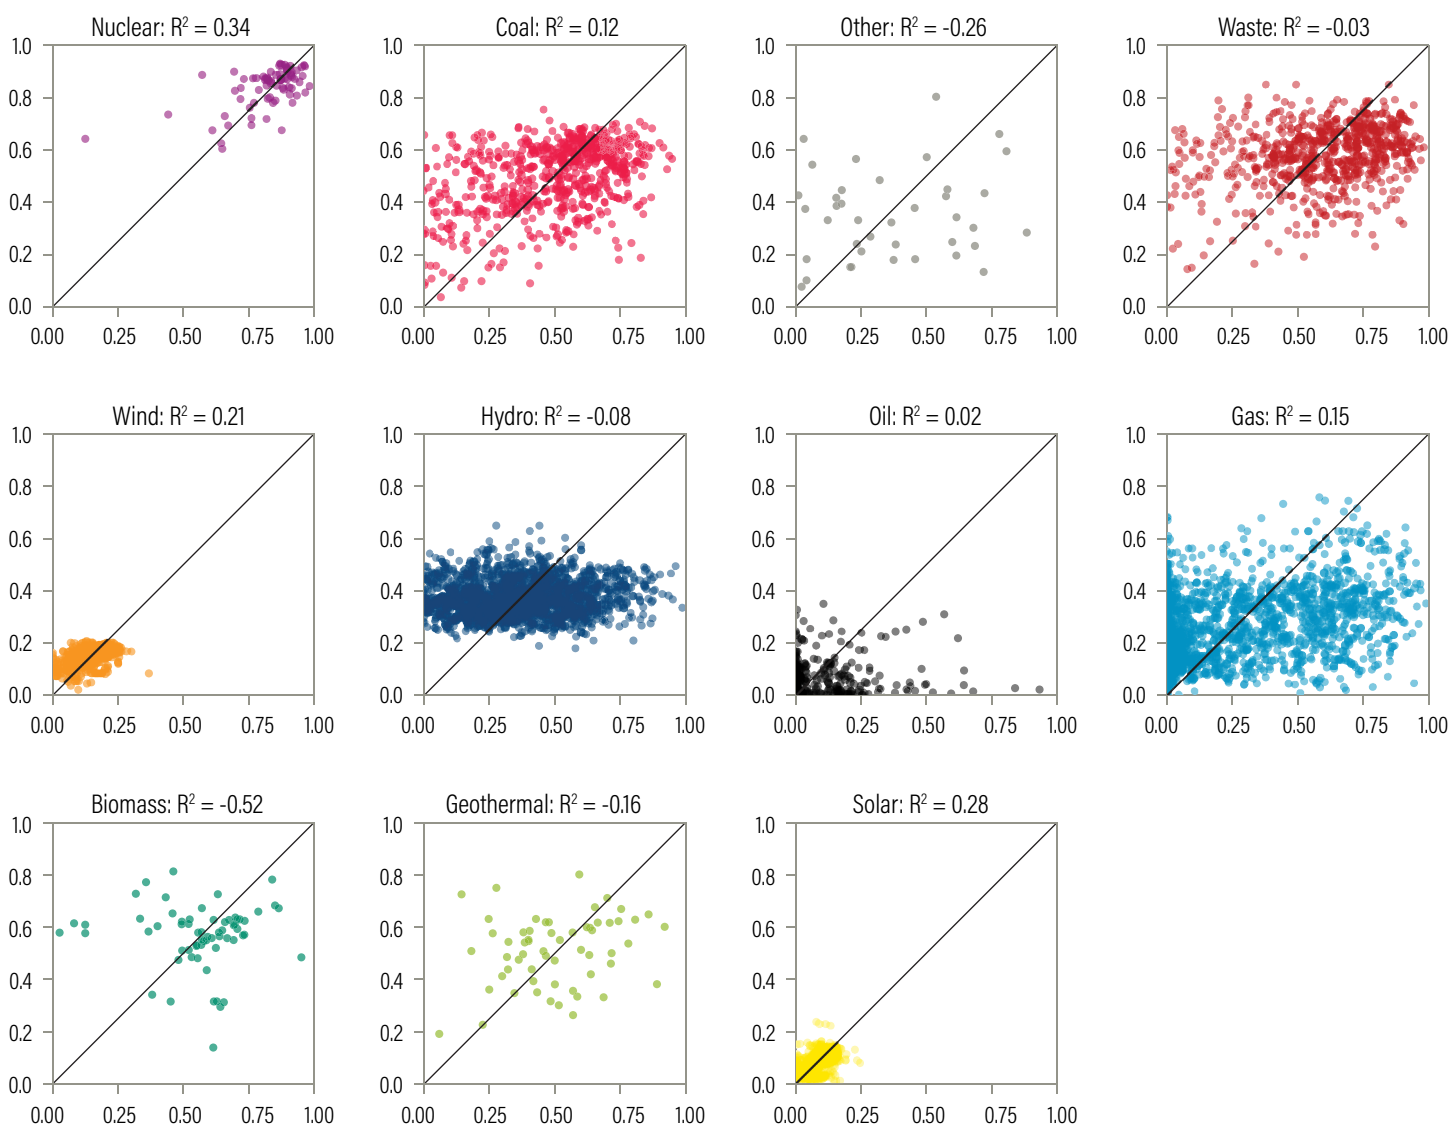 Nuclear: R² = 0.34
Coal: R² = 0.12
Other: R² = -0.26
Waste: R² = -0.03
1.0 1.0 1.0 1.0
0.8 0.8 0.8 0.8
0.6 0.6 0.6 0.6
0.4 0.4 0.4 0.4
0.2 0.2 0.2 0.2
0.0 0.0 0.0 0.0
0.00 0.25 0.50 0.75 1.00 0.00 0.25 0.50 0.75 1.00 0.00 0.25 0.50 0.75 1.00 0.00 0.25 0.50 0.75 1.00
Wind: R² = 0.21
Hydro: R² = -0.08
Oil: R² = 0.02
Gas: R² = 0.15
1.0 1.0 1.0 1.0
0.8 0.8 0.8 0.8
0.6 0.6 0.6 0.6
0.4 0.4 0.4 0.4
0.2 0.2 0.2 0.2
0.0 0.0 0.0 0.0
0.00 0.25 0.50 0.75 1.00 0.00 0.25 0.50 0.75 1.00 0.00 0.25 0.50 0.75 1.00 0.00 0.25 0.50 0.75 1.00
Biomass: R² = -0.52
Geothermal: R² = -0.16
Solar: R² = 0.28
1.0 1.0 1.0
0.8 0.8 0.8
0.6 0.6 0.6
0.4 0.4 0.4
0.2 0.2 0.2
0.0 0.0 0.0
0.00 0.25 0.50 0.75 1.00 0.00 0.25 0.50 0.75 1.00 0.00 0.25 0.50 0.75 1.00